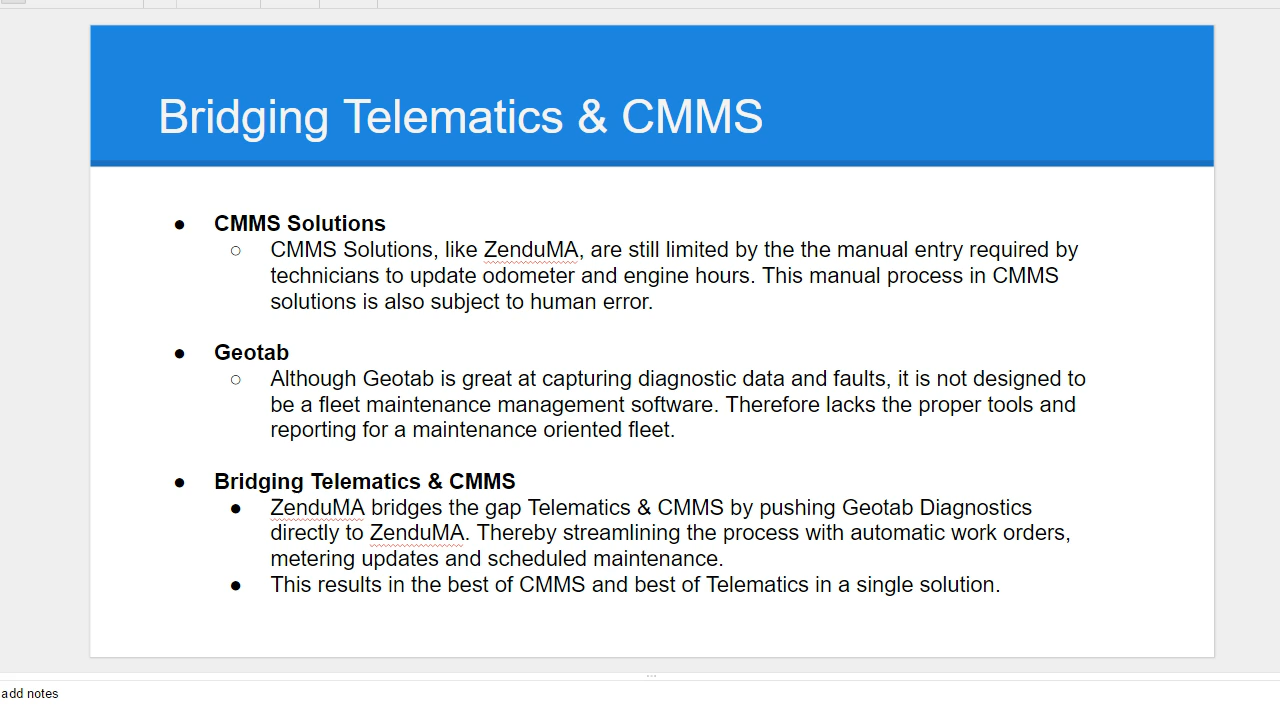 Bridging Telematics & CMMS
● CMMS Solutions
○ CMMS Solutions, like ZenduMA, are still limited by the the manual entry required by
technicians to update odometer and engine hours. This manual process in CMMS
solutions is also subject to human error.
● Geotab
○ Although Geotab is great at capturing diagnostic data and faults, it is not designed to
be a fleet maintenance management software. Therefore lacks the proper tools and
reporting for a maintenance oriented fleet.
● Bridging Telematics & CMMS
● ZenduMA bridges the gap Telematics & CMMS by pushing Geotab Diagnostics
directly to ZenduMA. Thereby streamlining the process with automatic work orders,
metering updates and scheduled maintenance.
● This results in the best of CMMS and best of Telematics in a single solution.
add notes